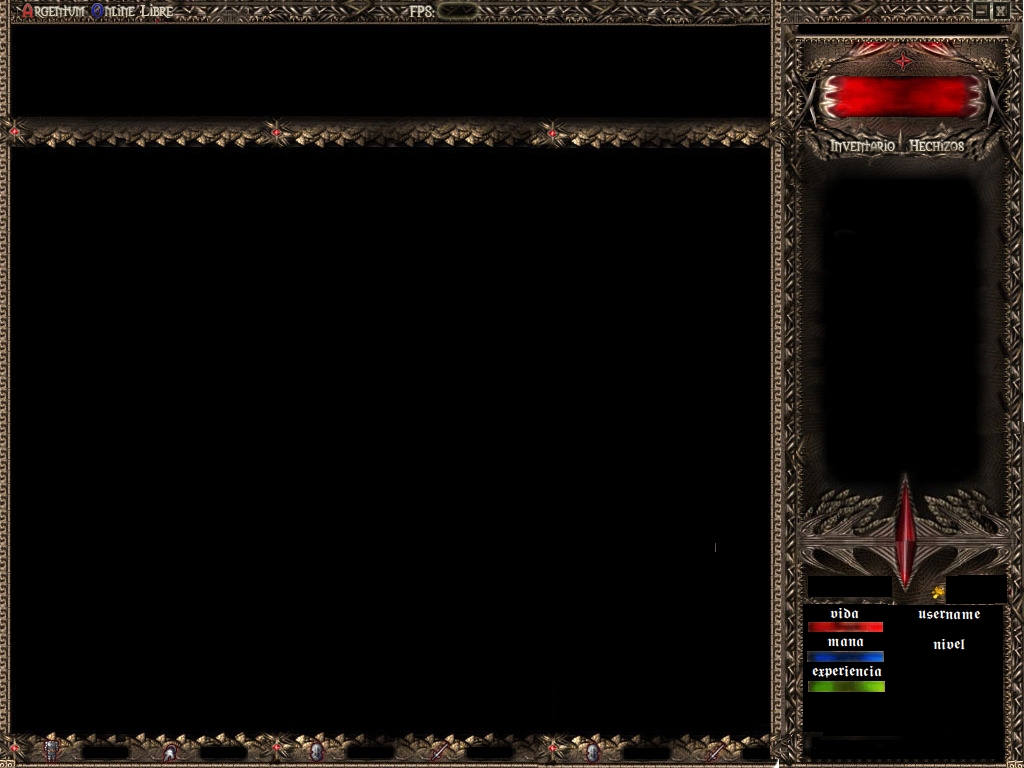 Argentum Online Libre
FPS:
Inventario Hechizos
vida
username
mana
nivel
experiencia